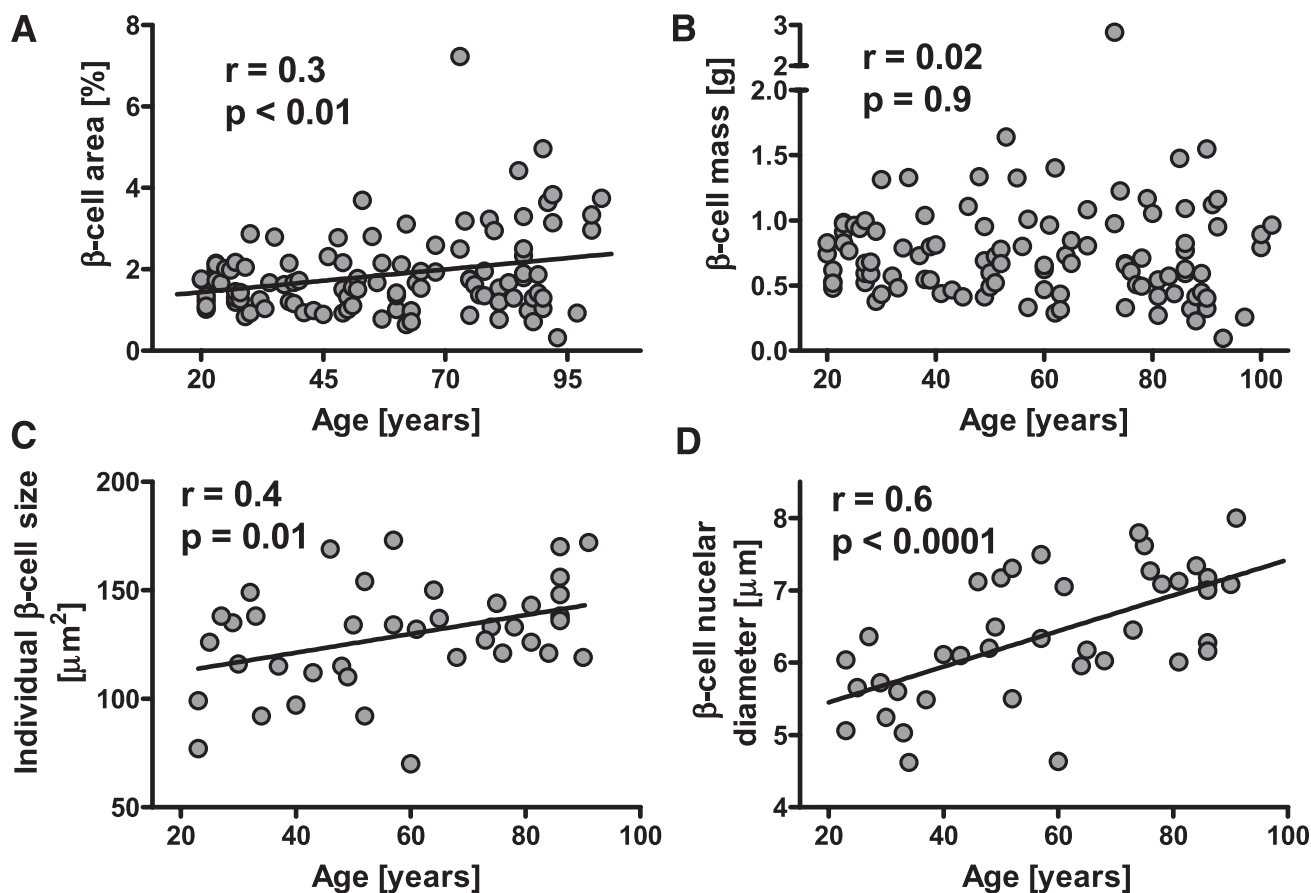 A
β-cell area [%]
8
6
4
2
0
r = 0.3
p < 0.01
20 45 70 95
Age [years]
B
β-cell mass [g]
3
2
2.0
1.5
1.0
0.5
0.0
r = 0.02
p = 0.9
20 40 60 80 100
Age [years]
C
Individual β-cell size
[μm²]
200
150
100
50
r = 0.4
p = 0.01
20 40 60 80 100
Age [years]
D
β-cell nucelar
diameter [μm]
8
7
6
5
4
r = 0.6
p < 0.0001
20 40 60 80 100
Age [years]